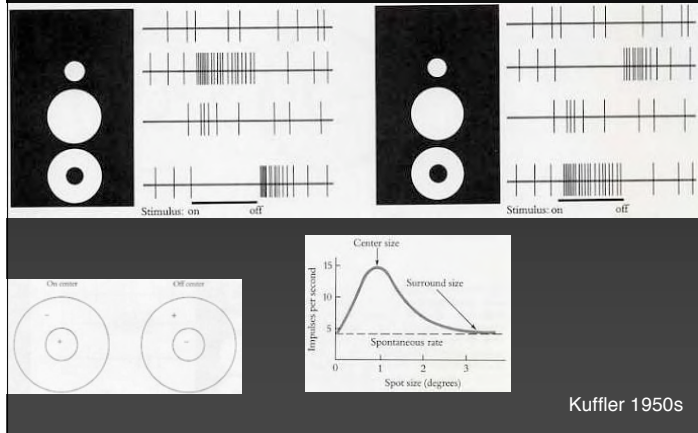 Stimulus: on off
Stimulus: on off
On center Off center
- +
+ -
Center size
15
Surround size
10
5
Impulses per second
Spontaneous rate
0 1 2 3
Spot size (degrees)
Kuffler 1950s